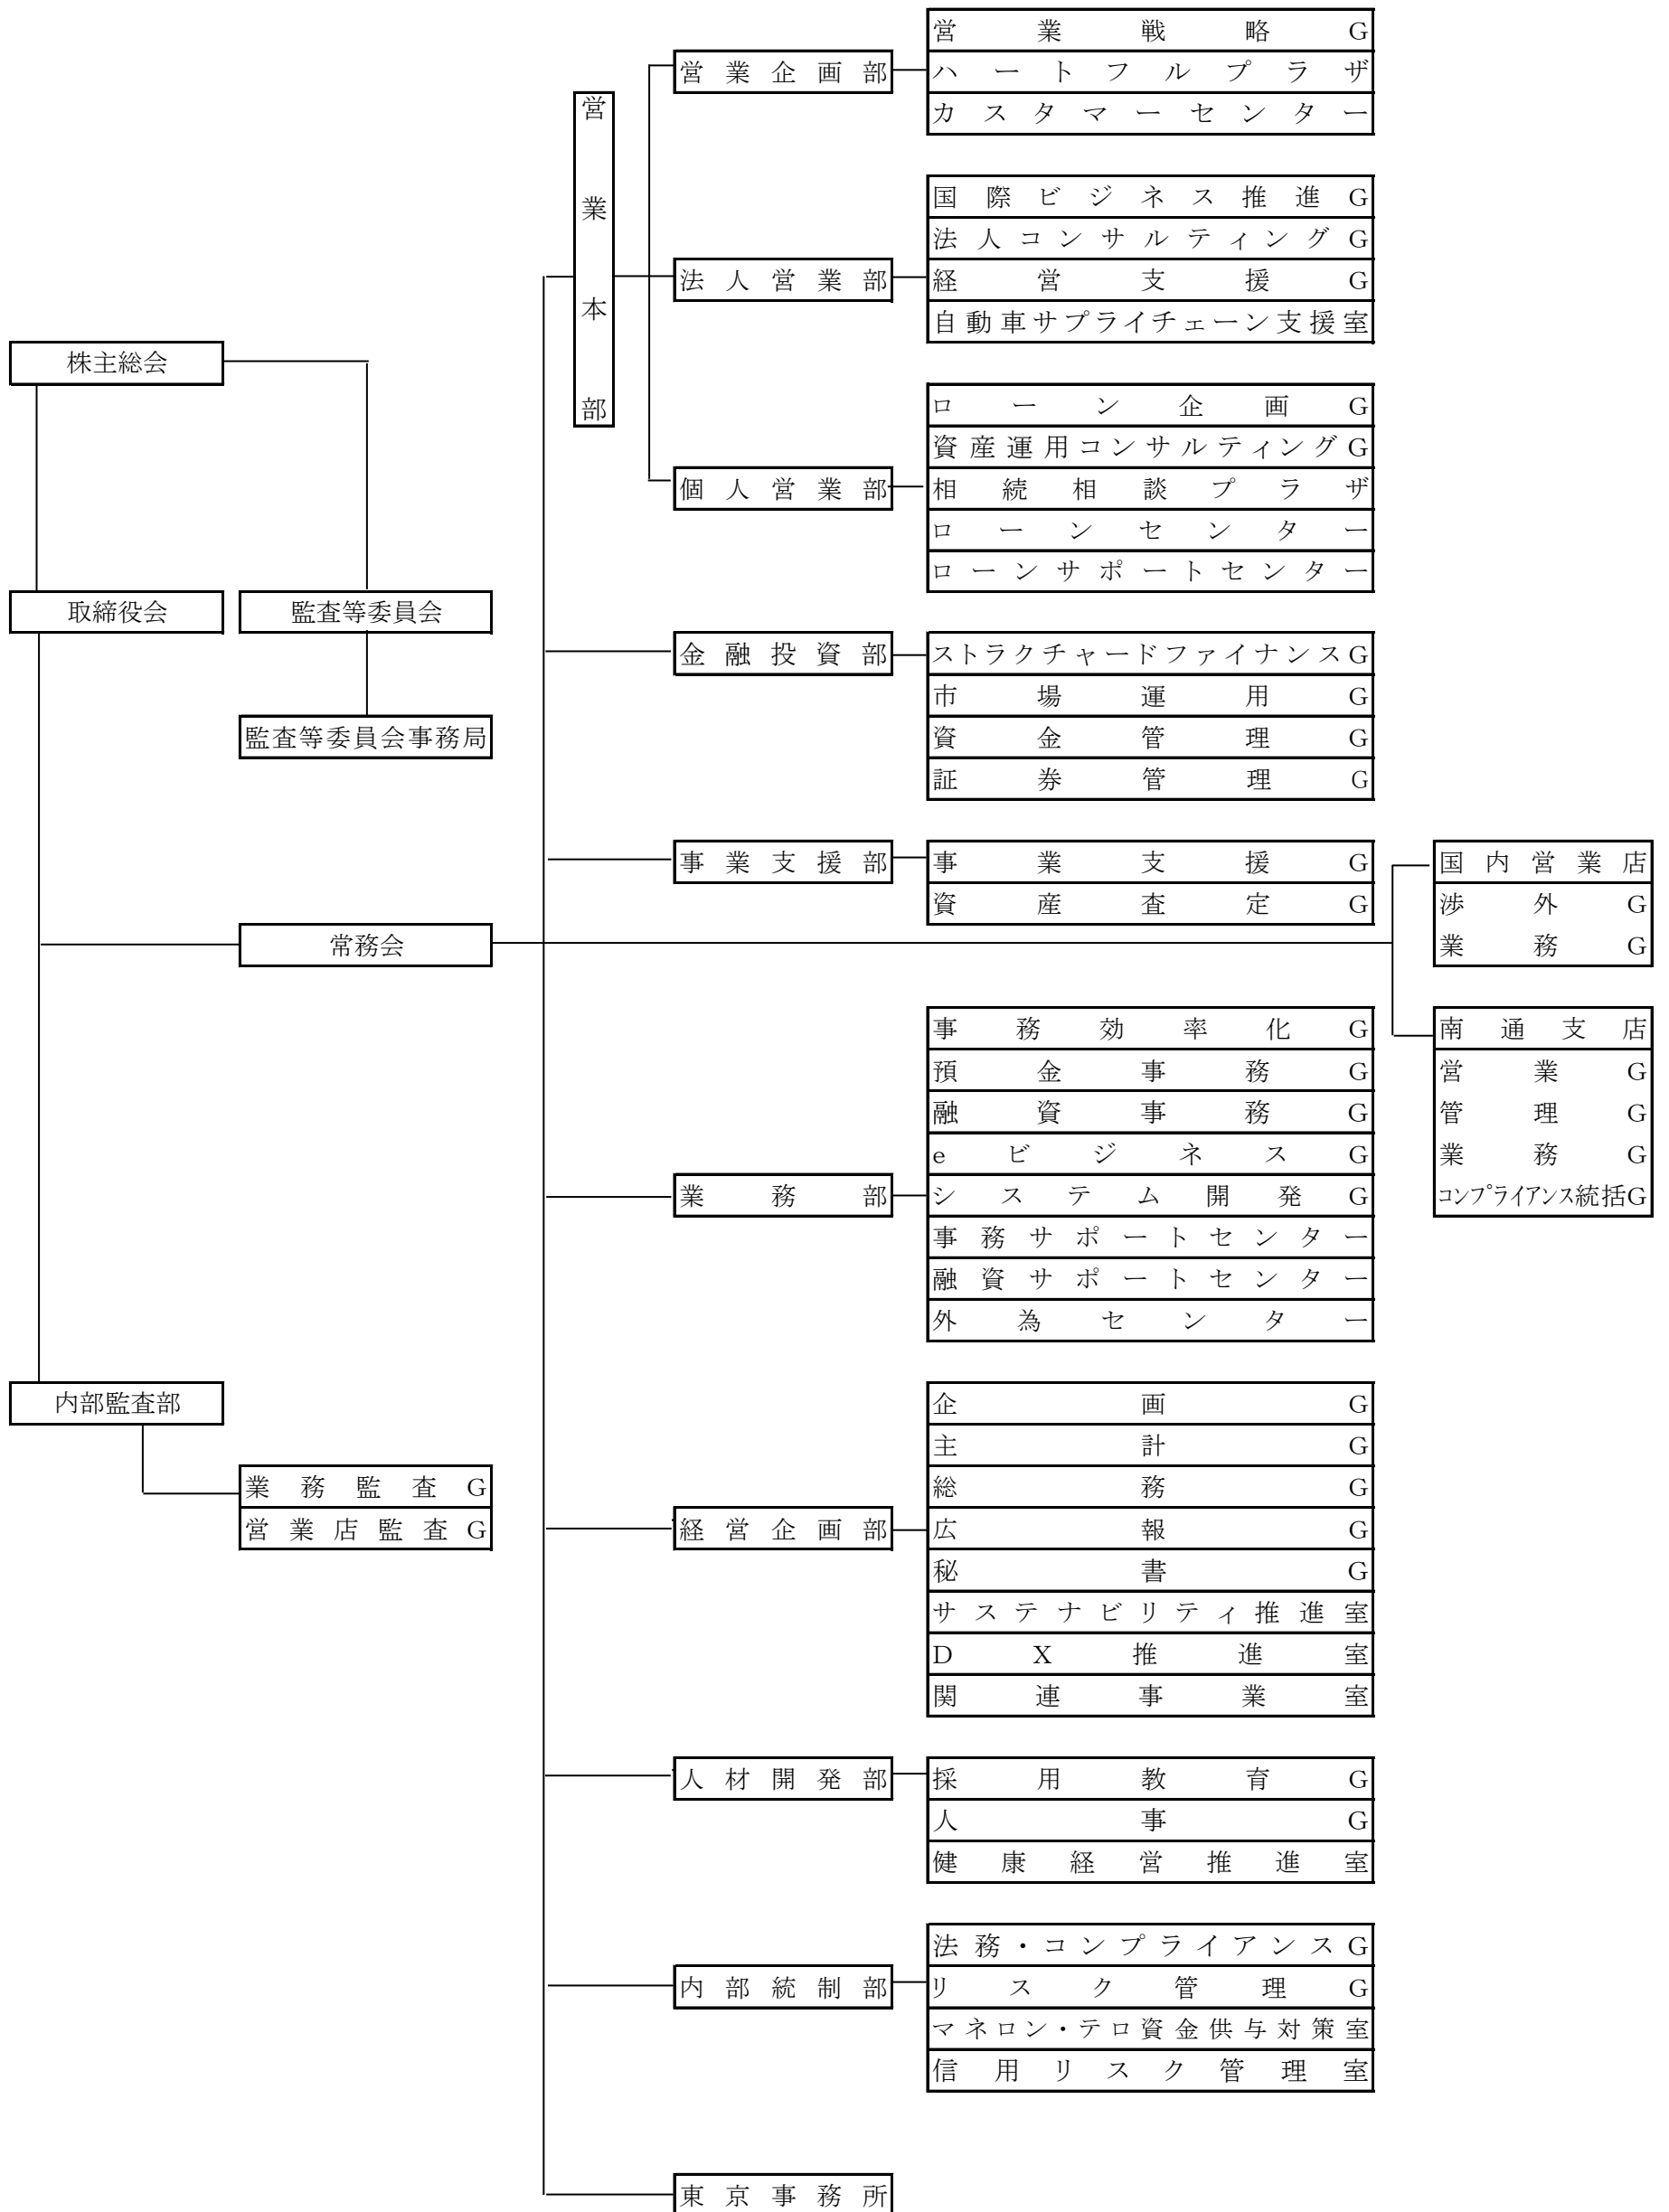 株主総会
取締役会
監査等委員会
監査等委員会事務局
常務会
内部監査部
業務監査G
営業店監査G
営業本部
営業企画部
営業戦略G
ハートフルプラザ
カスタマーセンター
法人営業部
国際ビジネス推進G
法人コンサルティングG
経営支援G
自動車サプライチェーン支援室
個人営業部
ローン企画G
資産運用コンサルティングG
相続相談プラザ
ローンセンター
ローンサポートセンター
金融投資部
ストラクチャードファイナンスG
市場運用G
資金管理G
証券管理G
事業支援部
事業支援G
資産査定G
業務部
事務効率化G
預金事務G
融資事務G
eビジネスG
システム開発G
事務サポートセンター
融資サポートセンター
外為センター
経営企画部
企画G
主計G
総務G
広報G
秘書G
サステナビリティ推進室
DX推進室
関連事業室
人材開発部
採用教育G
人事G
健康経営推進室
内部統制部
法務・コンプライアンスG
リスク管理G
マネロン・テロ資金供与対策室
信用リスク管理室
東京事務所
国内営業店
渉外G
業務G
南通支店
営業G
管理G
業務G
コンプライアンス統括G